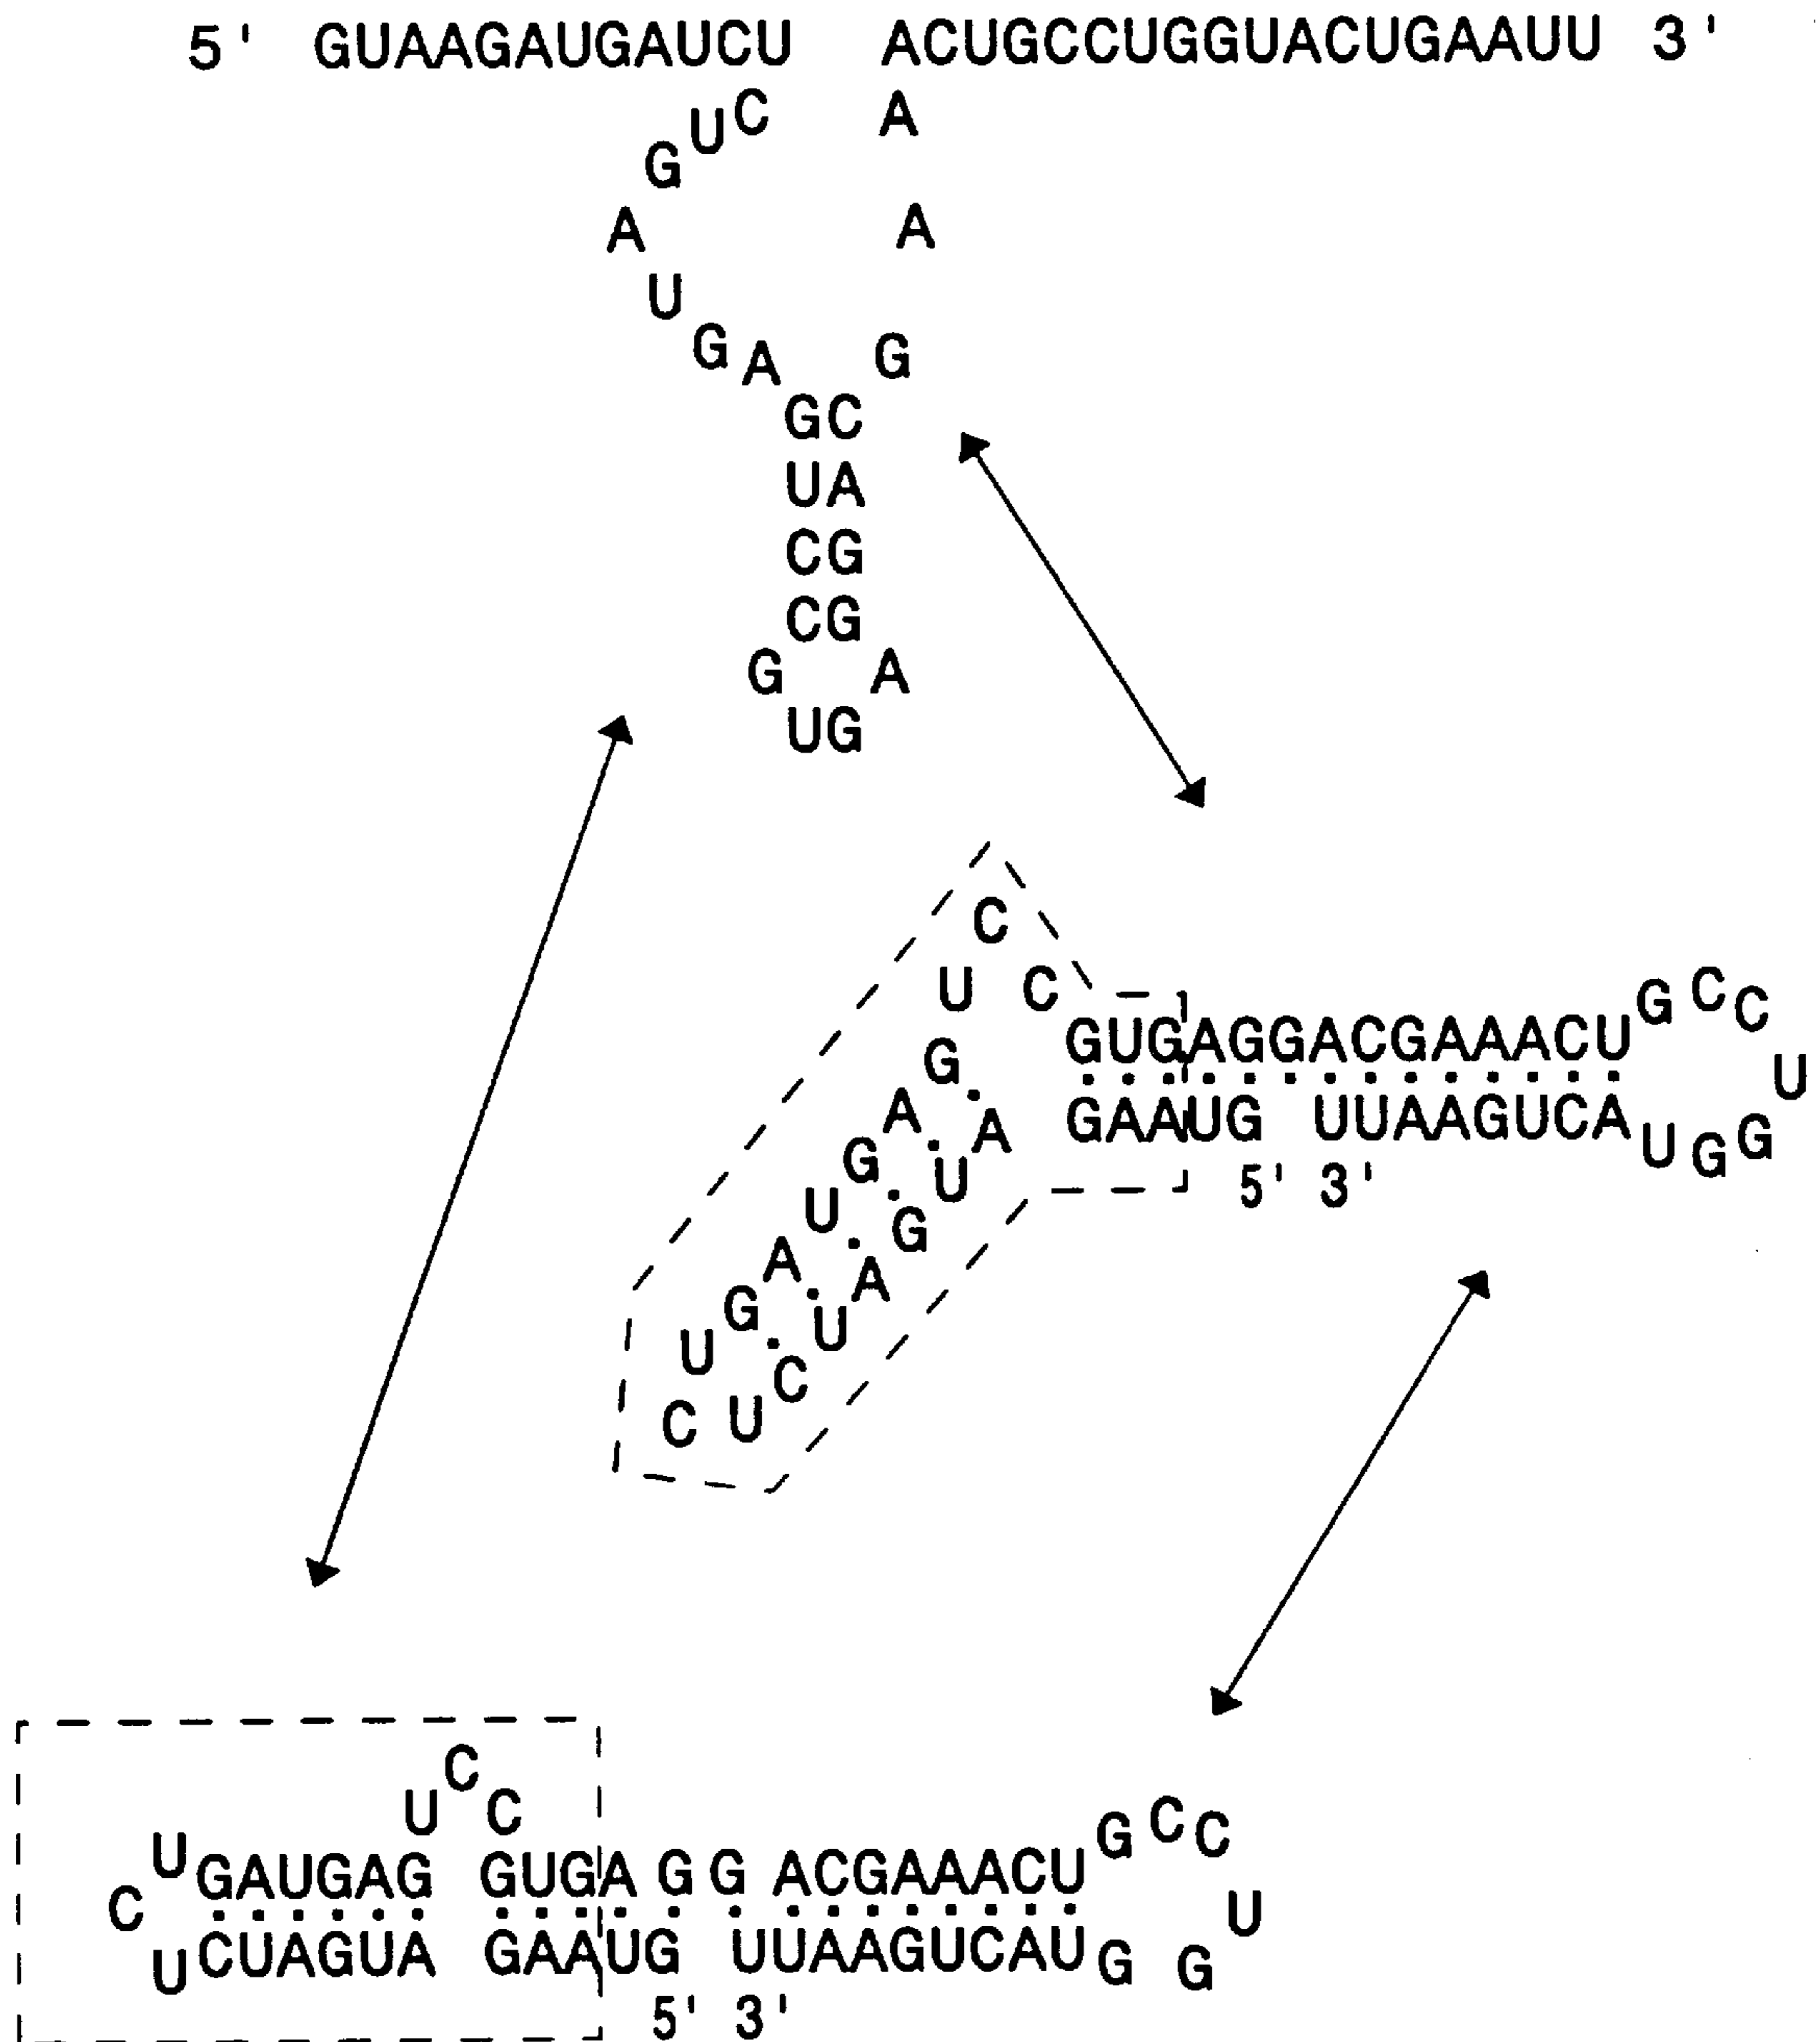 5' GUAAGAUGAUCU ACUGCCUGGUACUGAAUU 3'
C A
U
G
A A
U
G A G
GC
UA
CG
CG
G A
UG
C
U C
G C C
GUGAGGACGAAACU
G
U
A
GAAUG UUAAGUCA
A
U G G
G
U
5' 3'
U
G
A
A
G
U
U
C
C U
C
U C
G C C
U
GAUGAG GUGA G G ACGAAACU
C
U
CUAGUA GAAUG UUAAGUCAU
U
G G
5' 3'